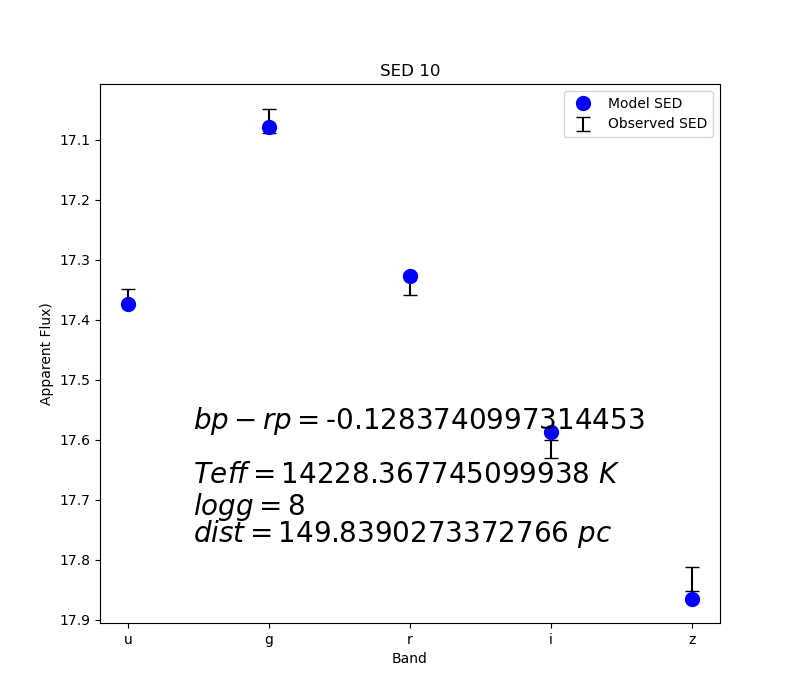 SED 10
Model SED
Observed SED
17.1
17.2
17.3
17.4
17.5
17.6
17.7
17.8
17.9
Apparent Flux)
bp − rp = -0.1283740997314453
Teff = 14228.367745099938 K
logg = 8
dist = 149.8390273372766 pc
u g r i z
Band